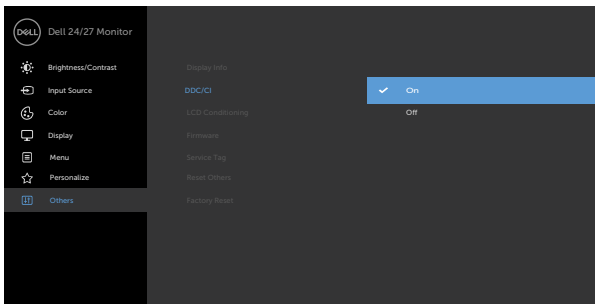 DELL Dell 24/27 Monitor
Brightness/Contrast
Input Source
Color
Display
Menu
Personalize
Others
Display Info
DDC/CI
LCD Conditioning
Firmware
Service Tag
Reset Others
Factory Reset
On
Off